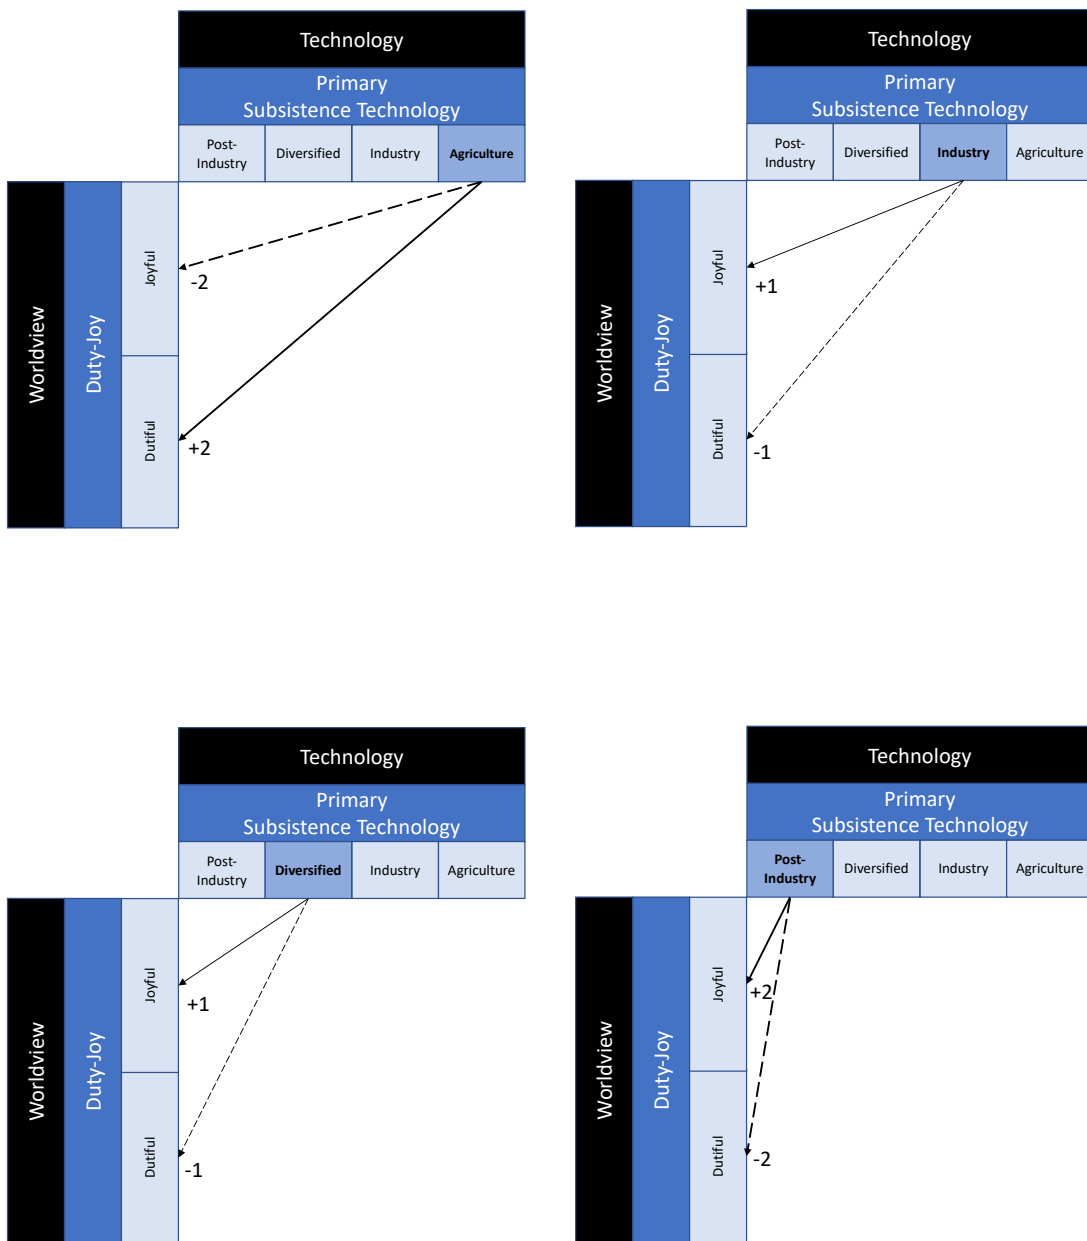 Technology
Primary
Subsistence Technology
Post-
Industry
Diversified
Industry
Agriculture
Worldview
Duty-Joy
Joyful
Dutiful
-2
+2
Technology
Primary
Subsistence Technology
Post-
Industry
Diversified
Industry
Agriculture
Worldview
Duty-Joy
Joyful
Dutiful
+1
-1
Technology
Primary
Subsistence Technology
Post-
Industry
Diversified
Industry
Agriculture
Worldview
Duty-Joy
Joyful
Dutiful
+1
-1
Technology
Primary
Subsistence Technology
Post-
Industry
Diversified
Industry
Agriculture
Worldview
Duty-Joy
Joyful
Dutiful
+2
-2